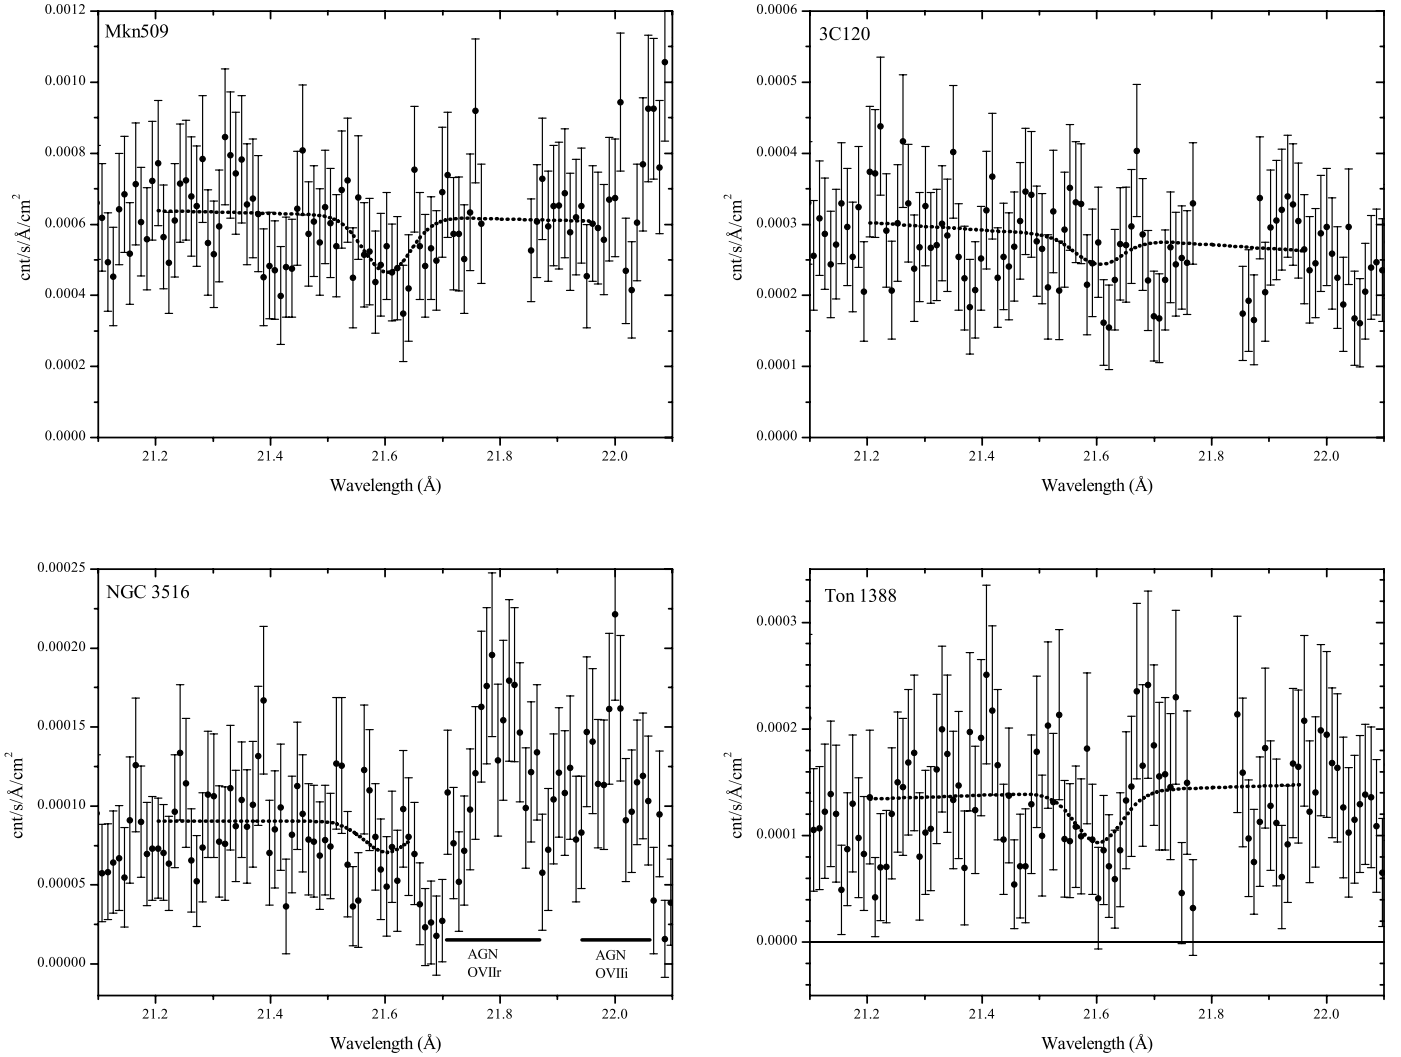 Mkn509
cnt/s/Å/cm2
0.0012
0.0010
0.0008
0.0006
0.0004
0.0002
0.0000
21.2 21.4 21.6 21.8 22.0
Wavelength (Å)
3C120
cnt/s/Å/cm2
0.0006
0.0005
0.0004
0.0003
0.0002
0.0001
0.0000
21.2 21.4 21.6 21.8 22.0
Wavelength (Å)
NGC 3516
cnt/s/Å/cm2
0.00025
0.00020
0.00015
0.00010
0.00005
0.00000
AGN
OVIIr
AGN
OVIIi
21.2 21.4 21.6 21.8 22.0
Wavelength (Å)
Ton 1388
cnt/s/Å/cm2
0.0003
0.0002
0.0001
0.0000
21.2 21.4 21.6 21.8 22.0
Wavelength (Å)